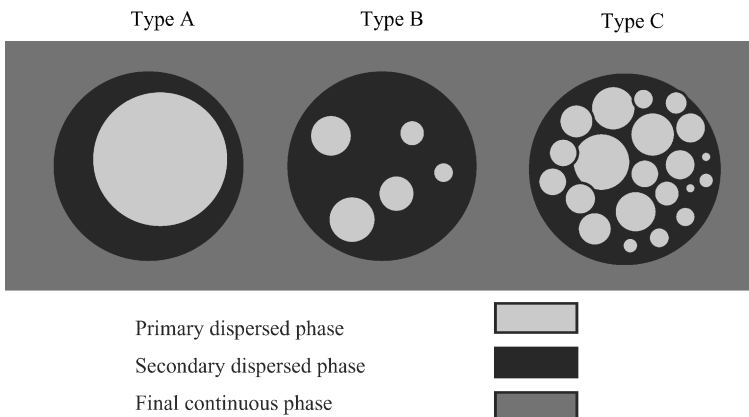 Type A
Type B
Type C
Primary dispersed phase
Secondary dispersed phase
Final continuous phase